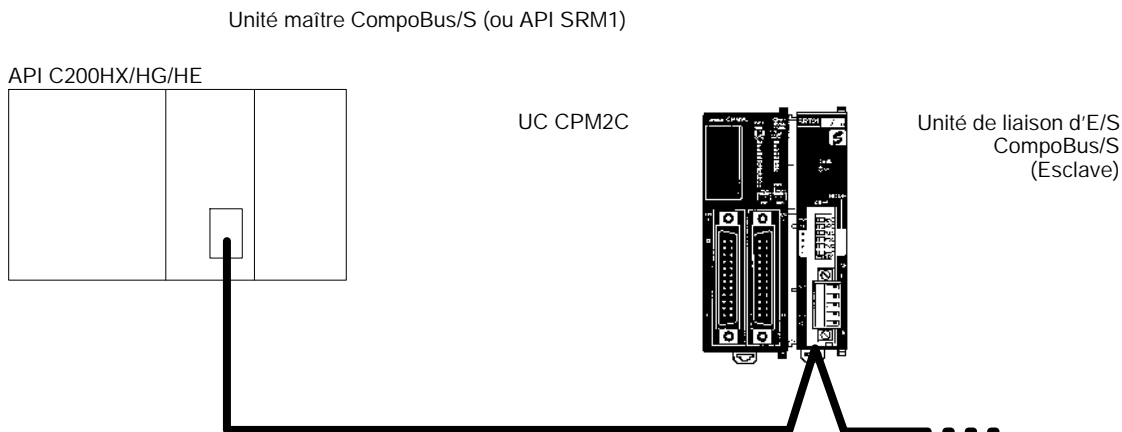 Unité maître CompoBus/S (ou API SRM1)
API C200HX/HG/HE
UC CPM2C
Unité de liaison d'E/S
CompoBus/S
(Esclave)